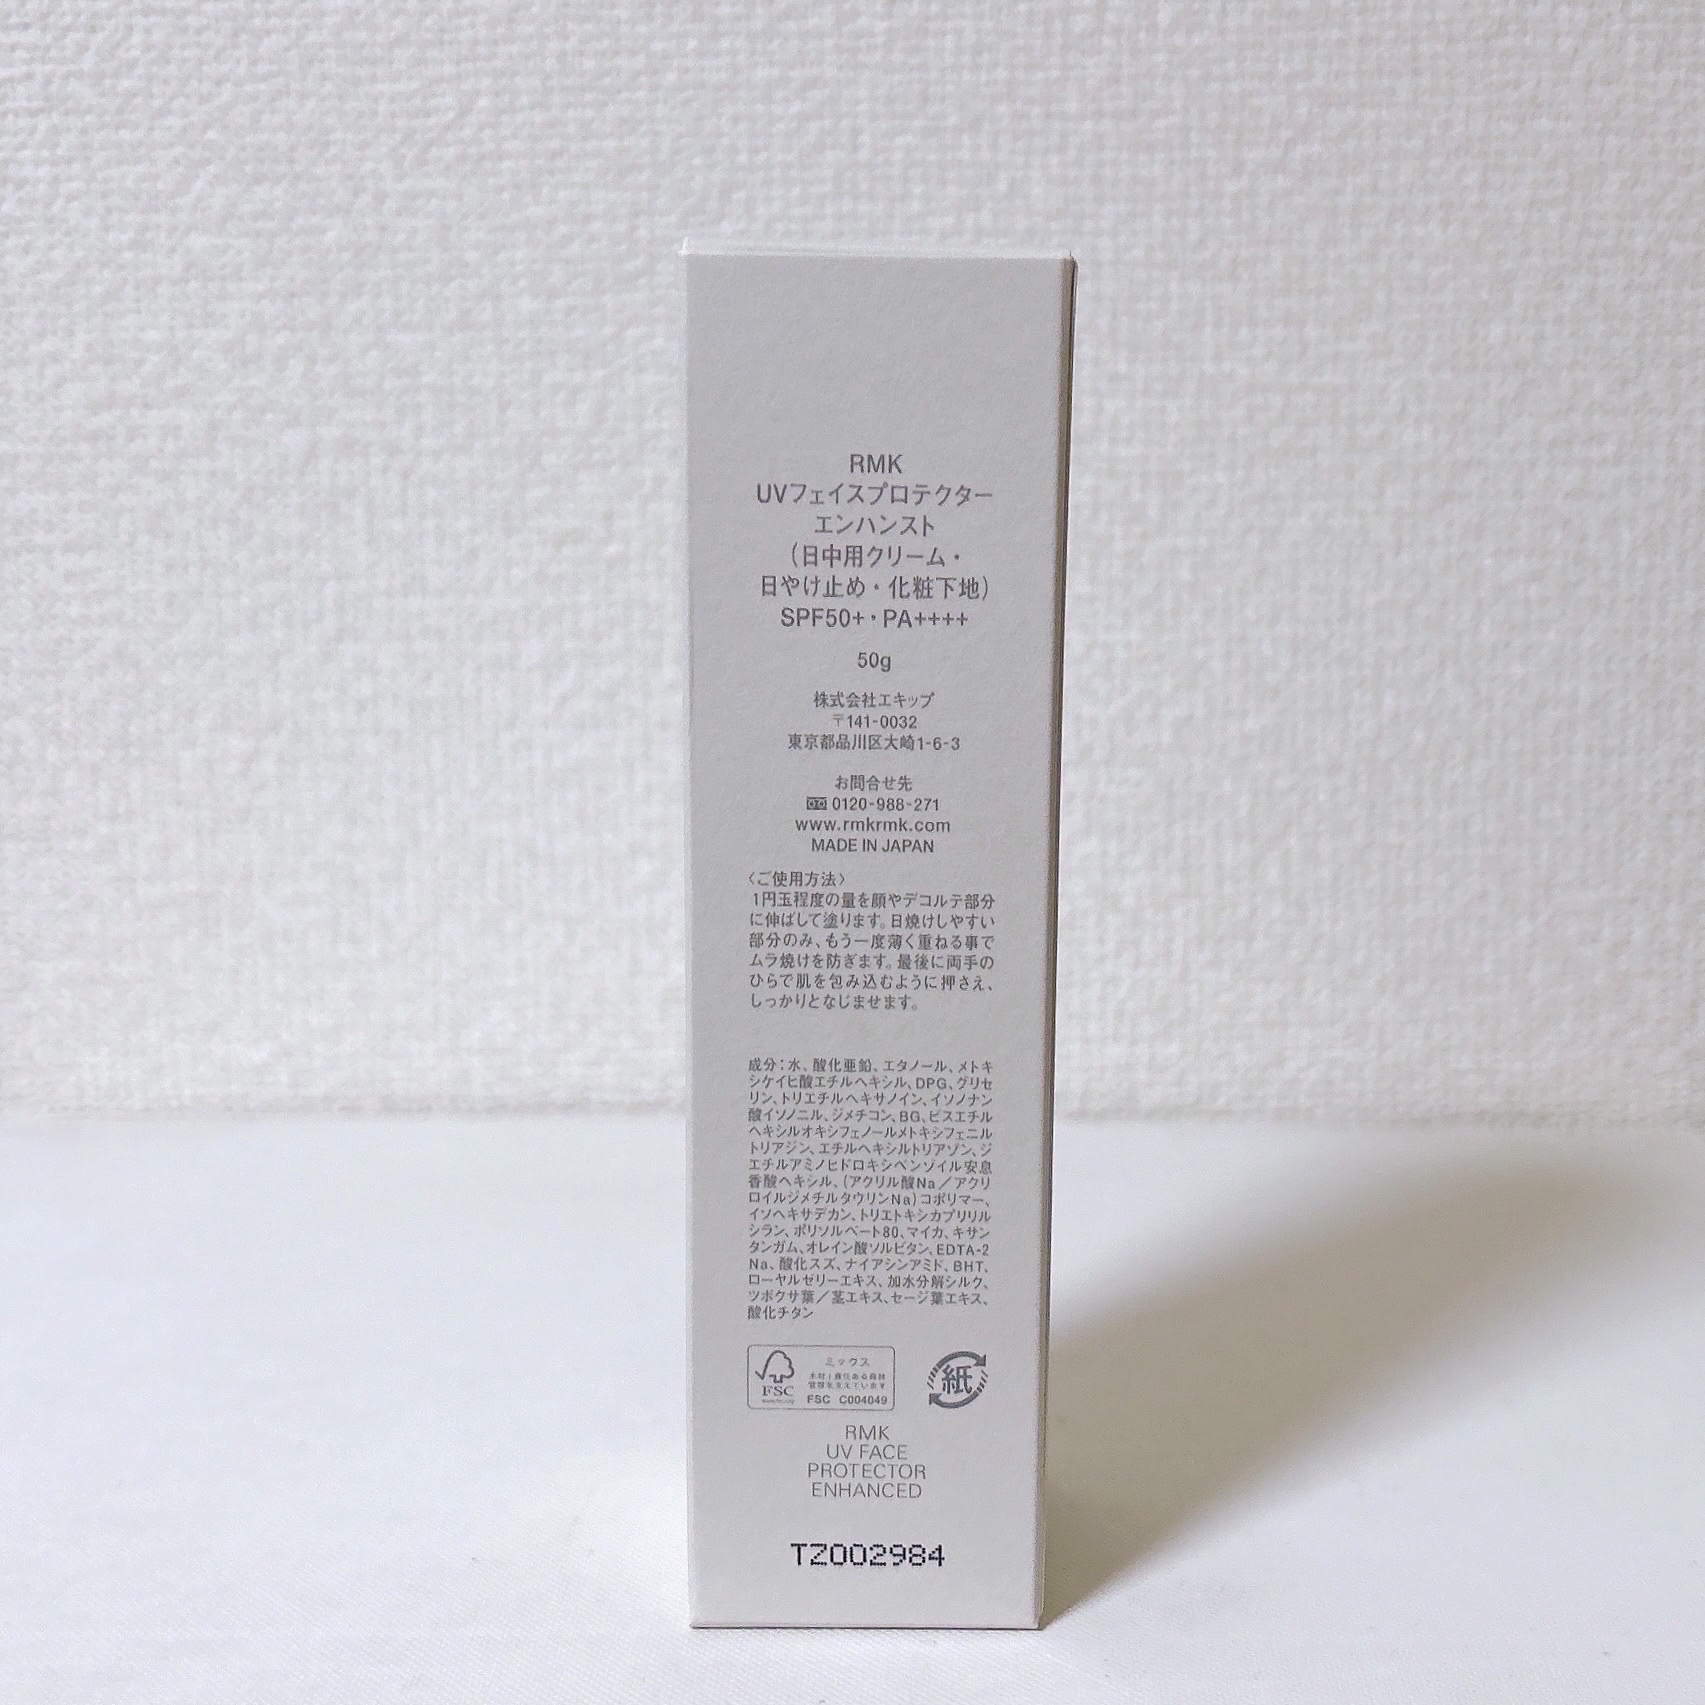 RMK
UVフェイスプロテクター
エンハンスト
(日中用クリーム・
日やけ止め・化粧下地)
SPF50+・PA++++
50g
株式会社エキップ
〒141-0032
東京都品川区大崎1-6-3
お問合せ先
0120-988-271
www.rmkrmk.com
MADE IN JAPAN
〈ご使用方法〉
1円玉程度の量を顔やデコルテ部分
に伸ばして塗ります。日焼けしやすい
部分のみ、もう一度薄く重ねる事で
ムラ焼けを防ぎます。最後に両手の
ひらで肌を包み込むように押さえ、
しっかりとなじませます。
成分：水、酸化亜鉛、エタノール、メトキ
シケイヒ酸エチルヘキシル、DPG、グリセ
リン、トリエチルヘキサノイン、イソノナン
酸イソノニル、ジメチコン、BG、ビスエチル
ヘキシルオキシフェノールメトキシフェニル
トリアジン、エチルヘキシルトリアゾン、ジ
エチルアミノヒドロキシベンゾイル安息
香酸ヘキシル、(アクリル酸Na／アクリ
ロイルジメチルタウリンNa)コポリマー、
イソヘキサデカン、トリエトキシカプリリル
シラン、ポリソルベート80、マイカ、キサン
タンガム、オレイン酸ソルビタン、EDTA-2
Na、酸化スズ、ナイアシンアミド、BHT、
ローヤルゼリーエキス、加水分解シルク、
ツボクサ葉／茎エキス、セージ葉エキス、
酸化チタン
FSC
www.fsc.org
ミックス
木材｜責任ある森林
管理を支えています
FSC C004049
紙
RMK
UV FACE
PROTECTOR
ENHANCED
TZ002984